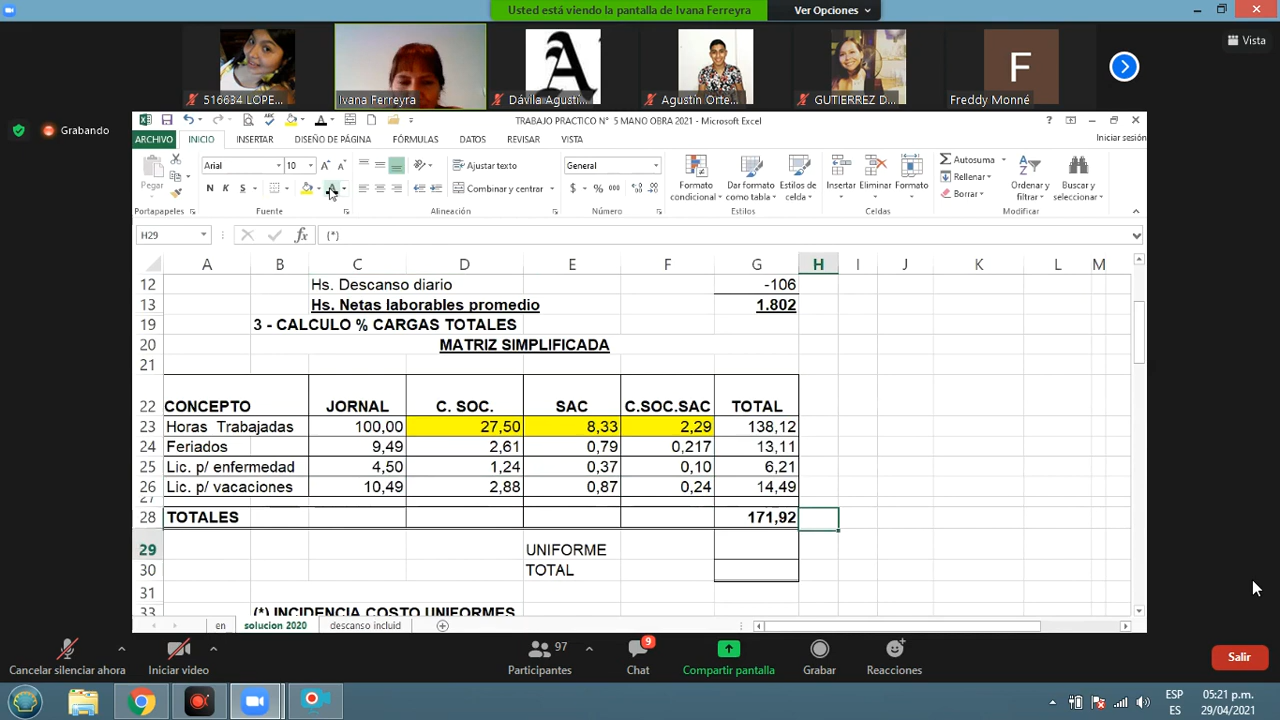 Usted está viendo la pantalla de Ivana Ferreyra
Ver Opciones
Vista
516634 LOPE...
Ivana Ferreyra
Dávila Agusti...
Agustín Orte...
GUTIERREZ D...
F
Freddy Monné
Grabando
TRABAJO PRACTICO N° 5 MANO OBRA 2021 - Microsoft Excel
Iniciar sesión
ARCHIVO INICIO INSERTAR DISEÑO DE PÁGINA FÓRMULAS DATOS REVISAR VISTA
Pegar
Arial 10
N K S
Ajustar texto
Combinar y centrar
General
$ % 000
Formato condicional
Dar formato como tabla
Estilos de celda
Insertar Eliminar Formato
Autosuma
Rellenar
Borrar
Ordenar y filtrar
Buscar y seleccionar
Portapapeles Fuente Alineación Número Estilos Celdas Modificar
H29 fx (*)
A B C D E F G H I J K L M
12 Hs. Descanso diario -106
13 Hs. Netas laborables promedio 1.802
19 3 - CALCULO % CARGAS TOTALES
20 MATRIZ SIMPLIFICADA
21
22 CONCEPTO JORNAL C. SOC. SAC C.SOC.SAC TOTAL
23 Horas Trabajadas 100,00 27,50 8,33 2,29 138,12
24 Feriados 9,49 2,61 0,79 0,217 13,11
25 Lic. p/ enfermedad 4,50 1,24 0,37 0,10 6,21
26 Lic. p/ vacaciones 10,49 2,88 0,87 0,24 14,49
27
28 TOTALES 171,92
29 UNIFORME
30 TOTAL
31
33 (*) INCIDENCIA COSTO UNIFORMES
en solucion 2020 descanso incluid
Cancelar silenciar ahora
Iniciar video
97
Participantes
9
Chat
Compartir pantalla
Grabar
Reacciones
Salir
ESP
ES
05:21 p.m.
29/04/2021